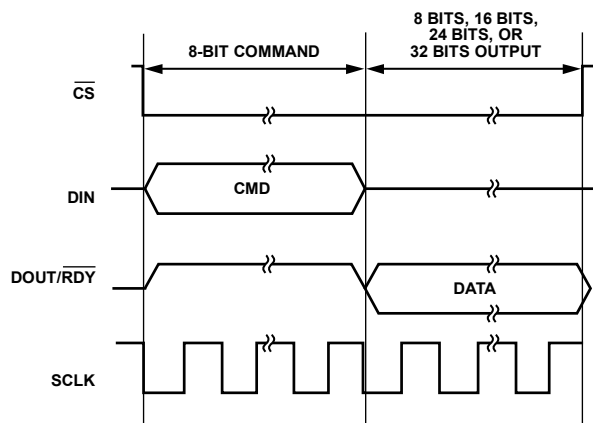 8-BIT COMMAND
8 BITS, 16 BITS,
24 BITS, OR
32 BITS OUTPUT
CS
DIN
CMD
DOUT/RDY
DATA
SCLK